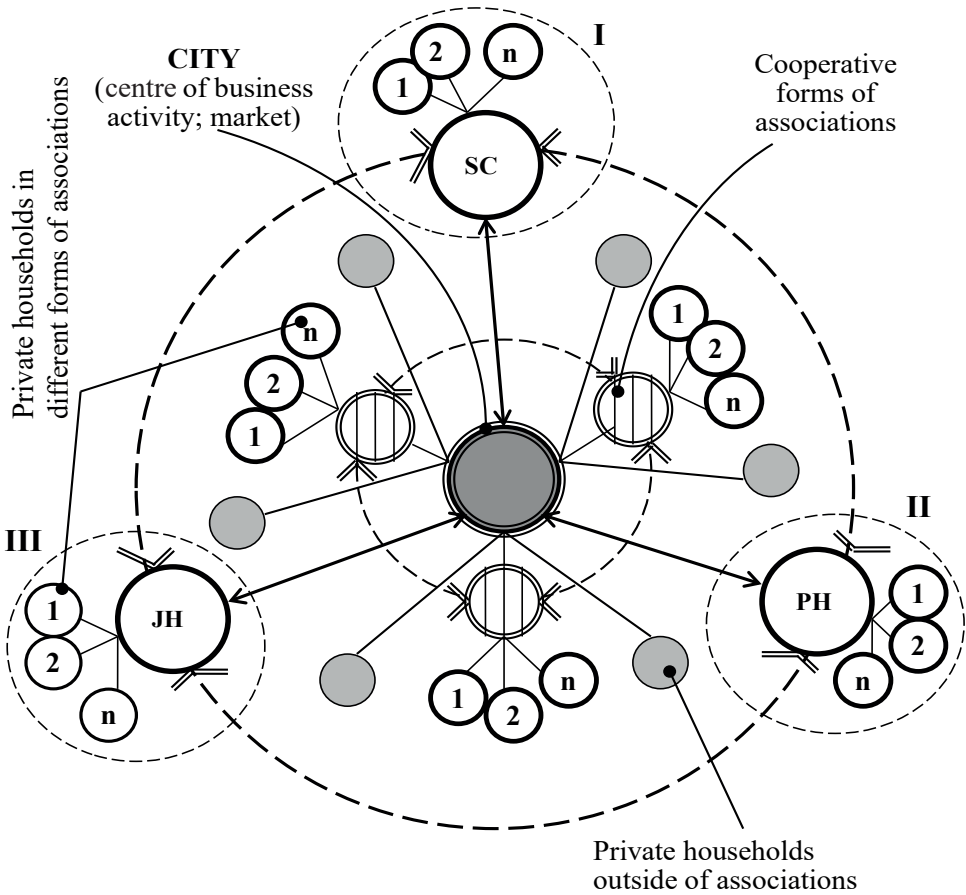 I
CITY
(centre of business
activity; market)
Cooperative
forms of
associations
Private households in
different forms of associations
1
2
n
SC
n
2
1
1
2
n
III
II
1
2
n
JH
PH
1
2
n
1
2
n
Private households
outside of associations